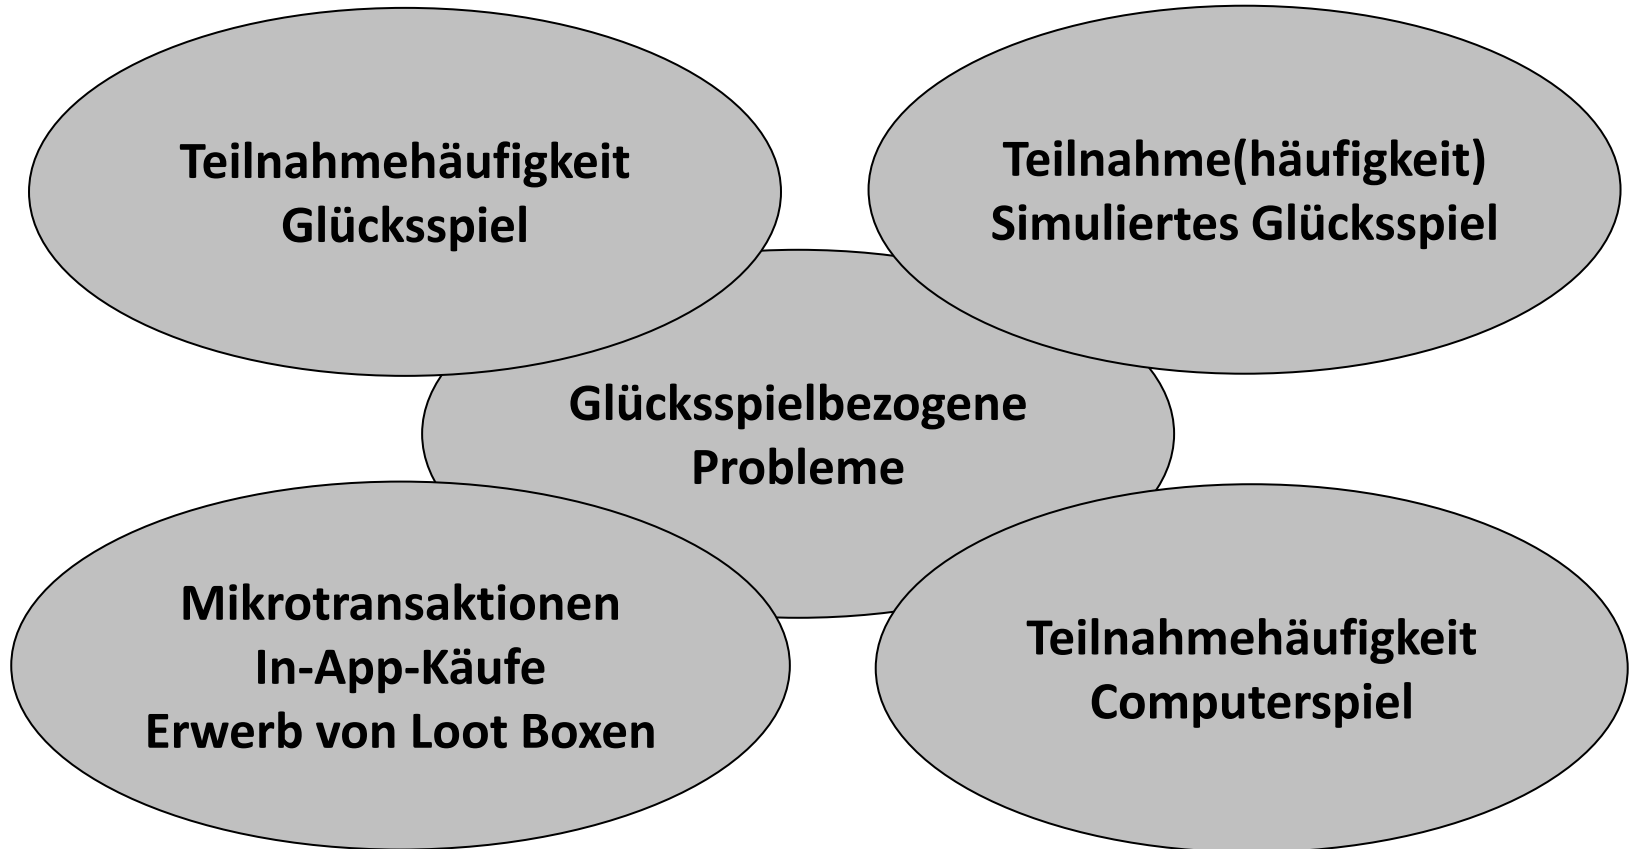 Teilnahmehäufigkeit
Glücksspiel
Teilnahme(häufigkeit)
Simuliertes Glücksspiel
Glücksspielbezogene
Probleme
Mikrotransaktionen
In-App-Käufe
Erwerb von Loot Boxen
Teilnahmehäufigkeit
Computerspiel